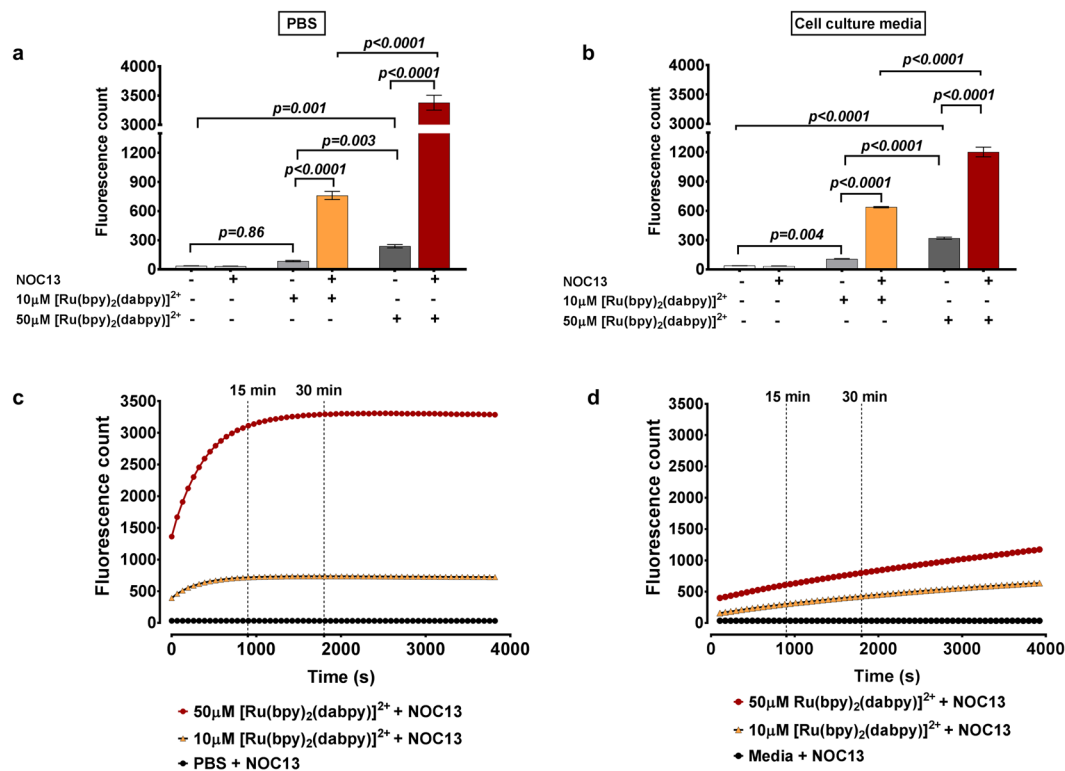 PBS
Cell culture media
a
b
p<0.0001
p<0.0001
p=0.001
p=0.003
p<0.0001
p=0.86
Fluorescence count
4000
3500
3000
900
600
300
0
NOC13 - + - + - +
10μM [Ru(bpy)₂(dabpy)]²⁺ - - + + - -
50μM [Ru(bpy)₂(dabpy)]²⁺ - - - - + +
p<0.0001
p<0.0001
p<0.0001
p<0.0001
p<0.0001
p=0.004
Fluorescence count
4000
3500
3000
1200
900
600
300
0
NOC13 - + - + - +
10μM [Ru(bpy)₂(dabpy)]²⁺ - - + + - -
50μM [Ru(bpy)₂(dabpy)]²⁺ - - - - + +
c
15 min 30 min
Fluorescence count
3500
3000
2500
2000
1500
1000
500
0
0 1000 2000 3000 4000
Time (s)
50μM [Ru(bpy)₂(dabpy)]²⁺ + NOC13
10μM [Ru(bpy)₂(dabpy)]²⁺ + NOC13
PBS + NOC13
d
15 min 30 min
Fluorescence count
3500
3000
2500
2000
1500
1000
500
0
0 1000 2000 3000 4000
Time (s)
50μM Ru(bpy)₂(dabpy)]²⁺ + NOC13
10μM [Ru(bpy)₂(dabpy)]²⁺ + NOC13
Media + NOC13